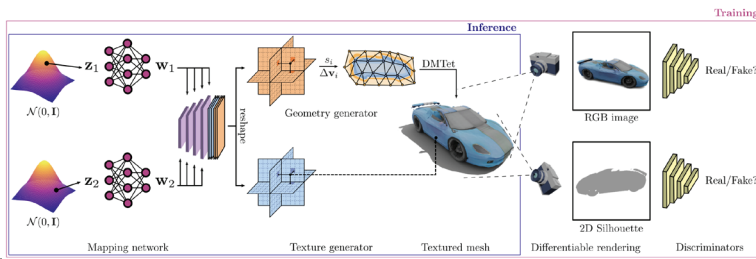 Training
Inference
z₁
w₁
N(0, I)
reshape
sᵢ
Δvᵢ
DMTet
Geometry generator
RGB image
Real/Fake?
z₂
w₂
N(0, I)
2D Silhouette
Real/Fake?
Mapping network
Texture generator
Textured mesh
Differentiable rendering
Discriminators